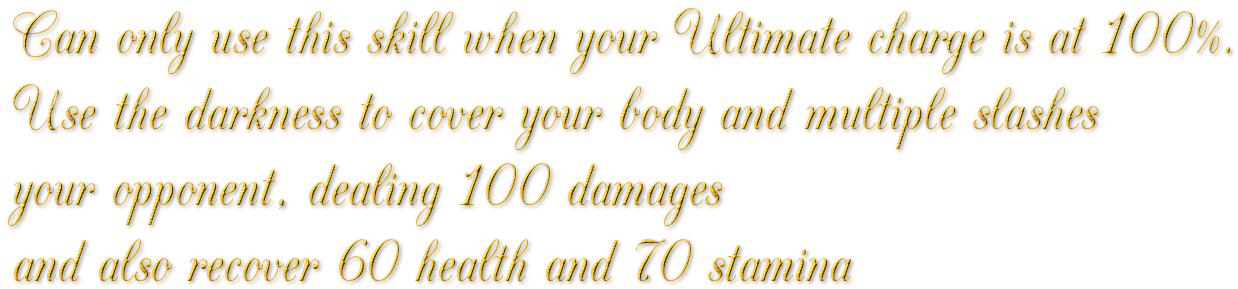 Can only use this skill when your Ultimate charge is at 100%.
Use the darkness to cover your body and multiple slashes
your opponent, dealing 100 damages
and also recover 60 health and 70 stamina